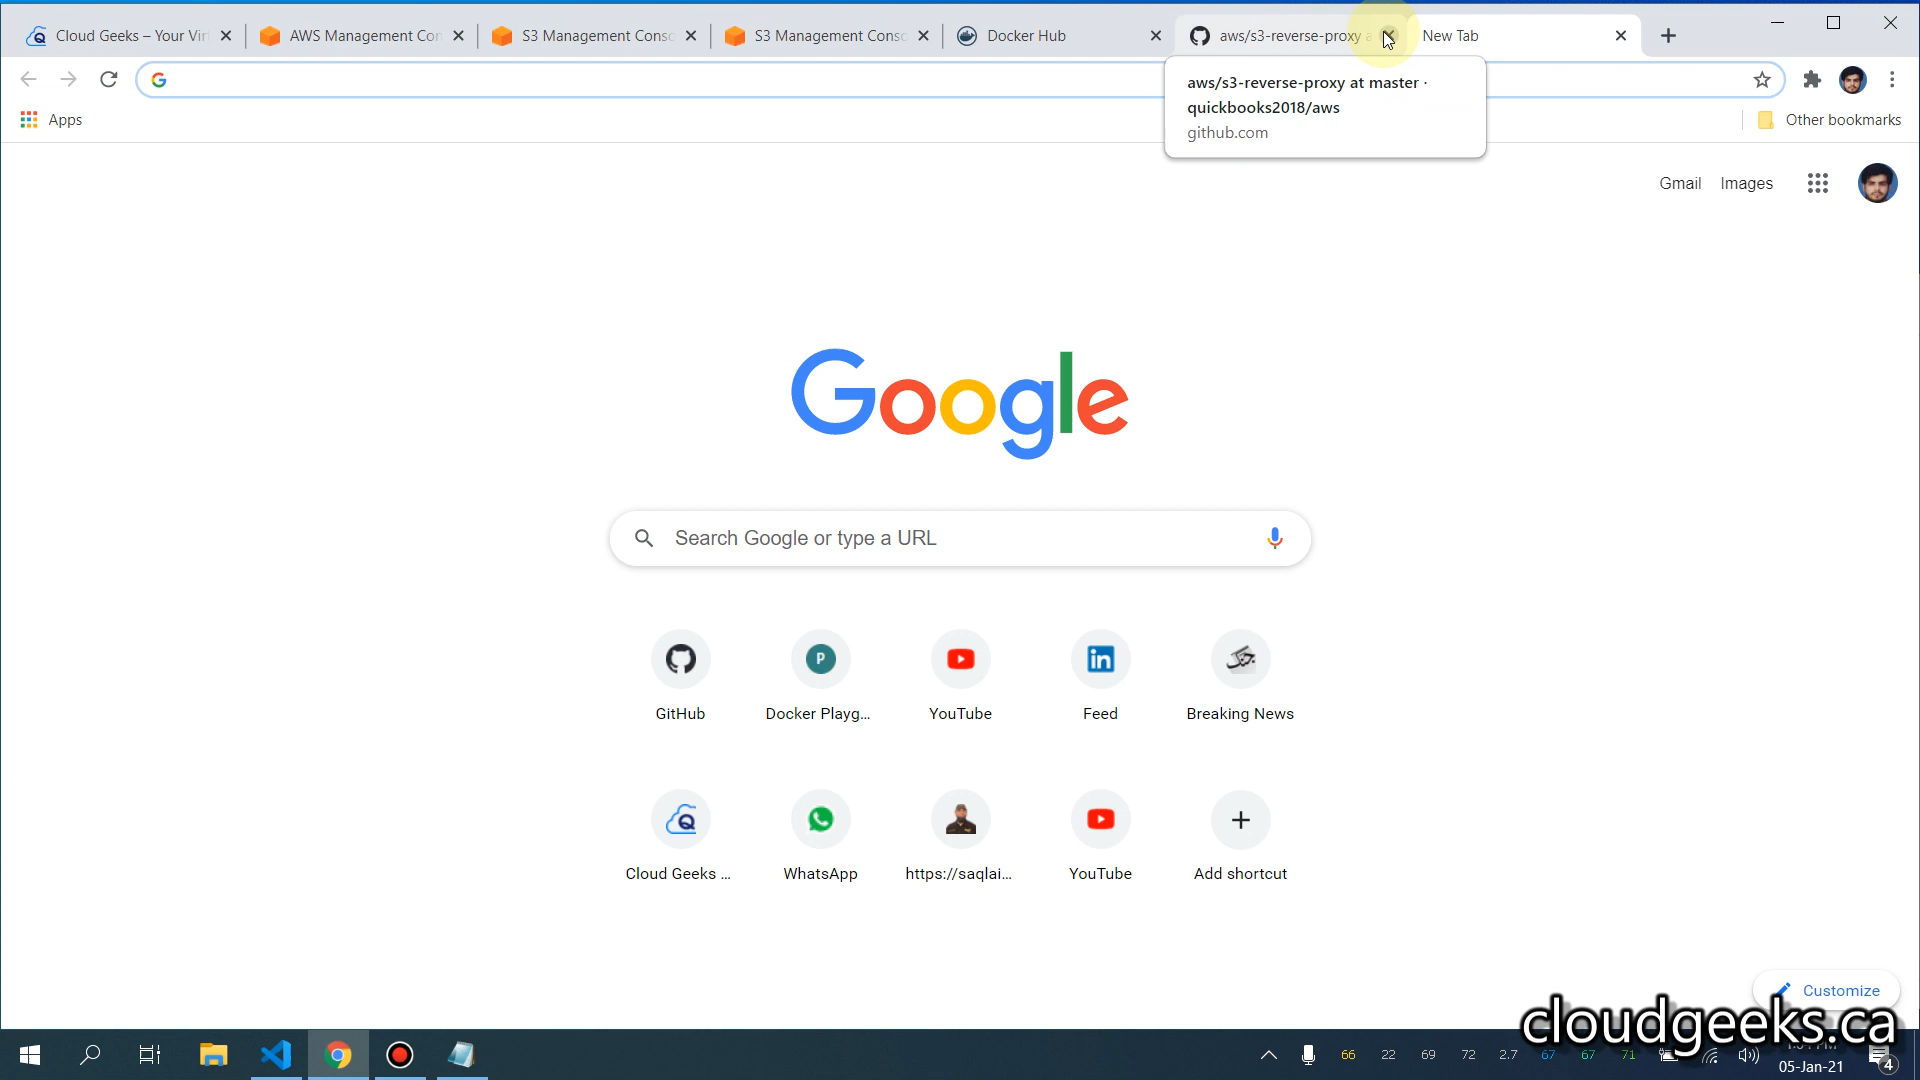 Cloud Geeks – Your Vir
AWS Management Con
S3 Management Conso
S3 Management Conso
Docker Hub
aws/s3-reverse-proxy a
New Tab
Apps
Other bookmarks
aws/s3-reverse-proxy at master ·
quickbooks2018/aws
github.com
Gmail
Images
Google
Search Google or type a URL
GitHub
P
Docker Playg...
YouTube
Feed
Breaking News
Cloud Geeks ...
WhatsApp
https://saqlai...
YouTube
Add shortcut
Customize
cloudgeeks.ca
66 22 69 72 2.7 67 67 71
05-Jan-21
4